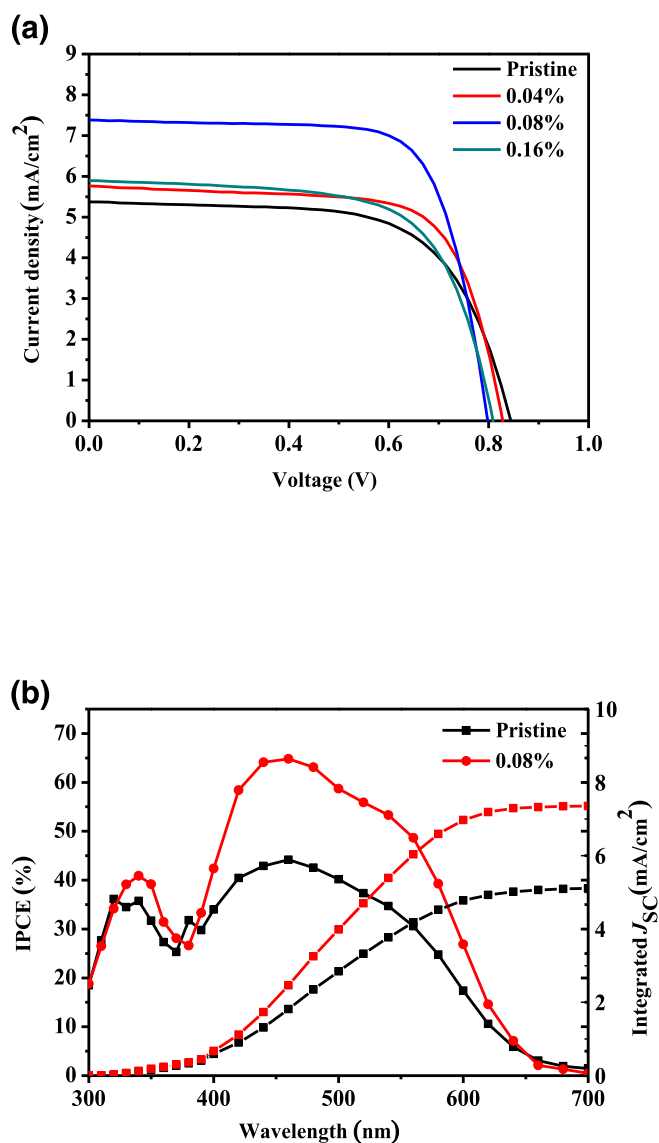 (a)
9
8
7
6
5
4
3
2
1
0
0.0 0.2 0.4 0.6 0.8 1.0
Current density (mA/cm²)
Voltage (V)
Pristine
0.04%
0.08%
0.16%
(b)
70
60
50
40
30
20
10
0
300 400 500 600 700
10
8
6
4
2
0
IPCE (%)
Wavelength (nm)
Integrated JSC(mA/cm²)
Pristine
0.08%